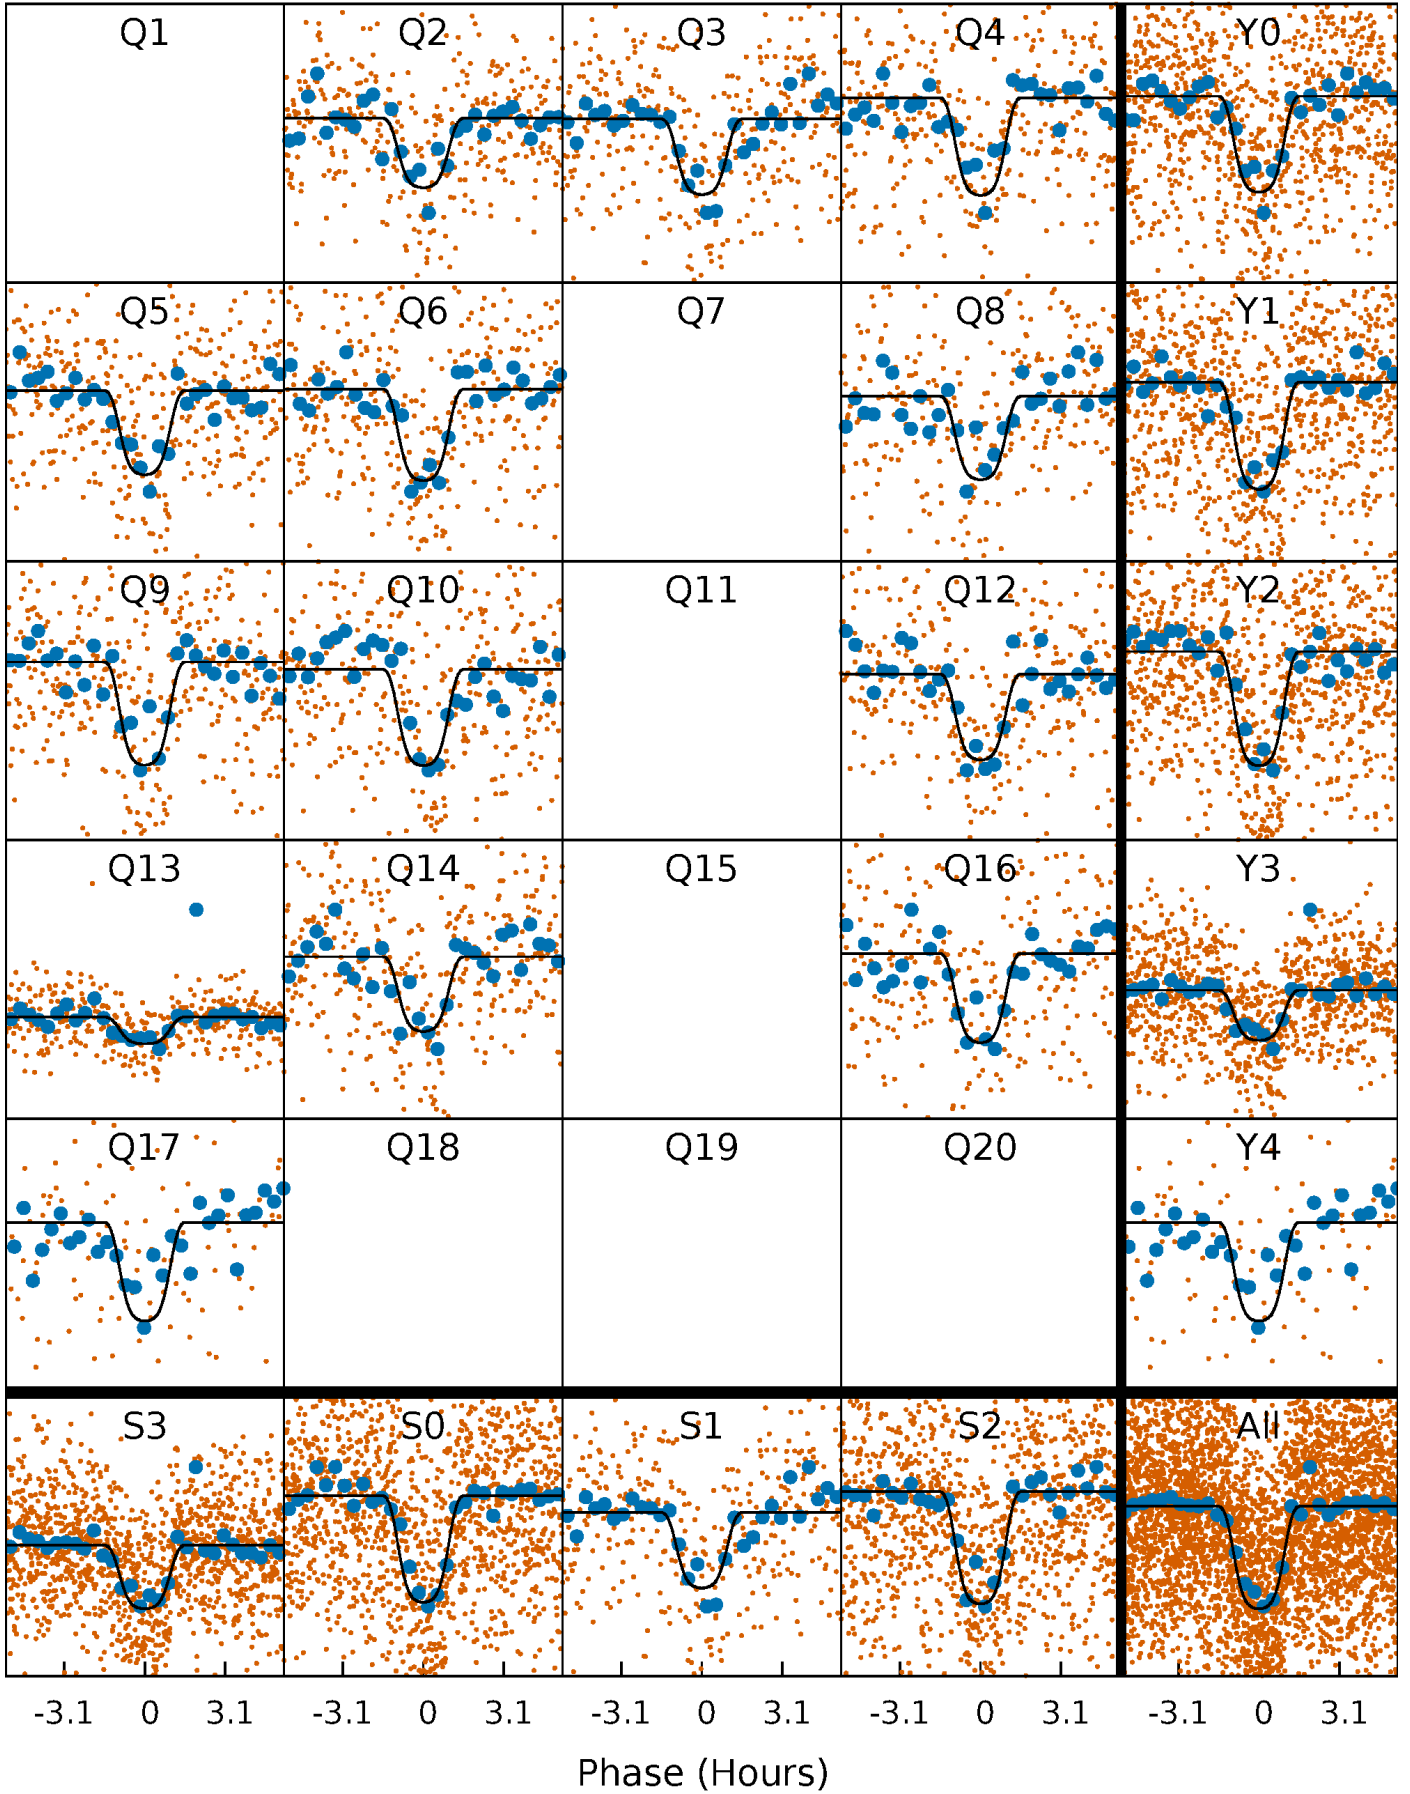 Q1 Q2 Q3 Q4 Y0
Q5 Q6 Q7 Q8 Y1
Q9 Q10 Q11 Q12 Y2
Q13 Q14 Q15 Q16 Y3
Q17 Q18 Q19 Q20 Y4
S3 S0 S1 S2 All
-3.1 0 3.1 -3.1 0 3.1 -3.1 0 3.1 -3.1 0 3.1 -3.1 0 3.1
Phase (Hours)